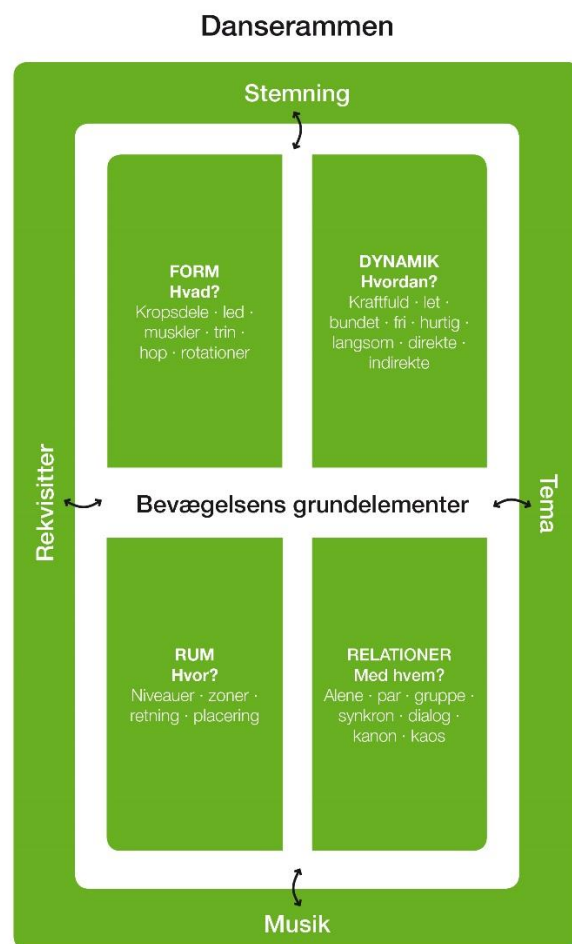 Danserammen
Stemning
FORM
Hvad?
Kropsdele · led ·
muskler · trin ·
hop · rotationer
DYNAMIK
Hvordan?
Kraftfuld · let ·
bundet · fri · hurtig ·
langsom · direkte ·
indirekte
Rekvisitter
Bevægelsens grundelementer
Tema
RUM
Hvor?
Niveauer · zoner ·
retning · placering
RELATIONER
Med hvem?
Alene · par · gruppe ·
synkron · dialog ·
kanon · kaos
Musik